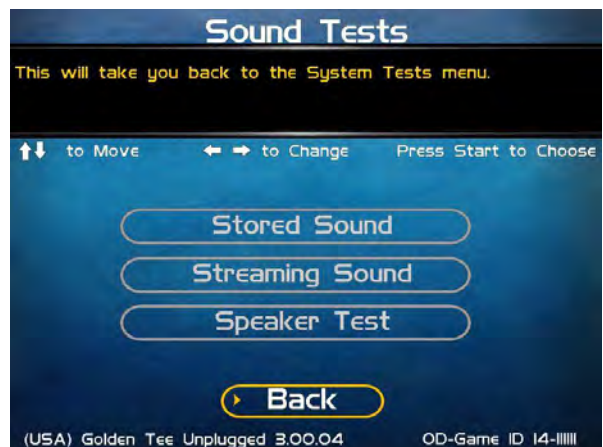 Sound Tests
This will take you back to the System Tests menu.
to Move to Change Press Start to Choose
Stored Sound
Streaming Sound
Speaker Test
Back
(USA) Golden Tee Unplugged 3.00.04 OD-Game ID 14-111111